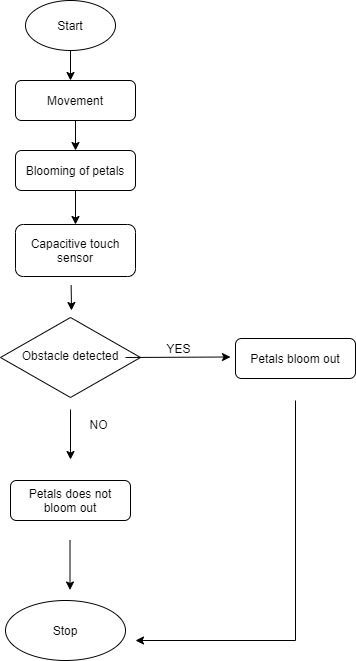 Start
Movement
Blooming of petals
Capacitive touch
sensor
Obstacle detected
YES
Petals bloom out
NO
Petals does not
bloom out
Stop